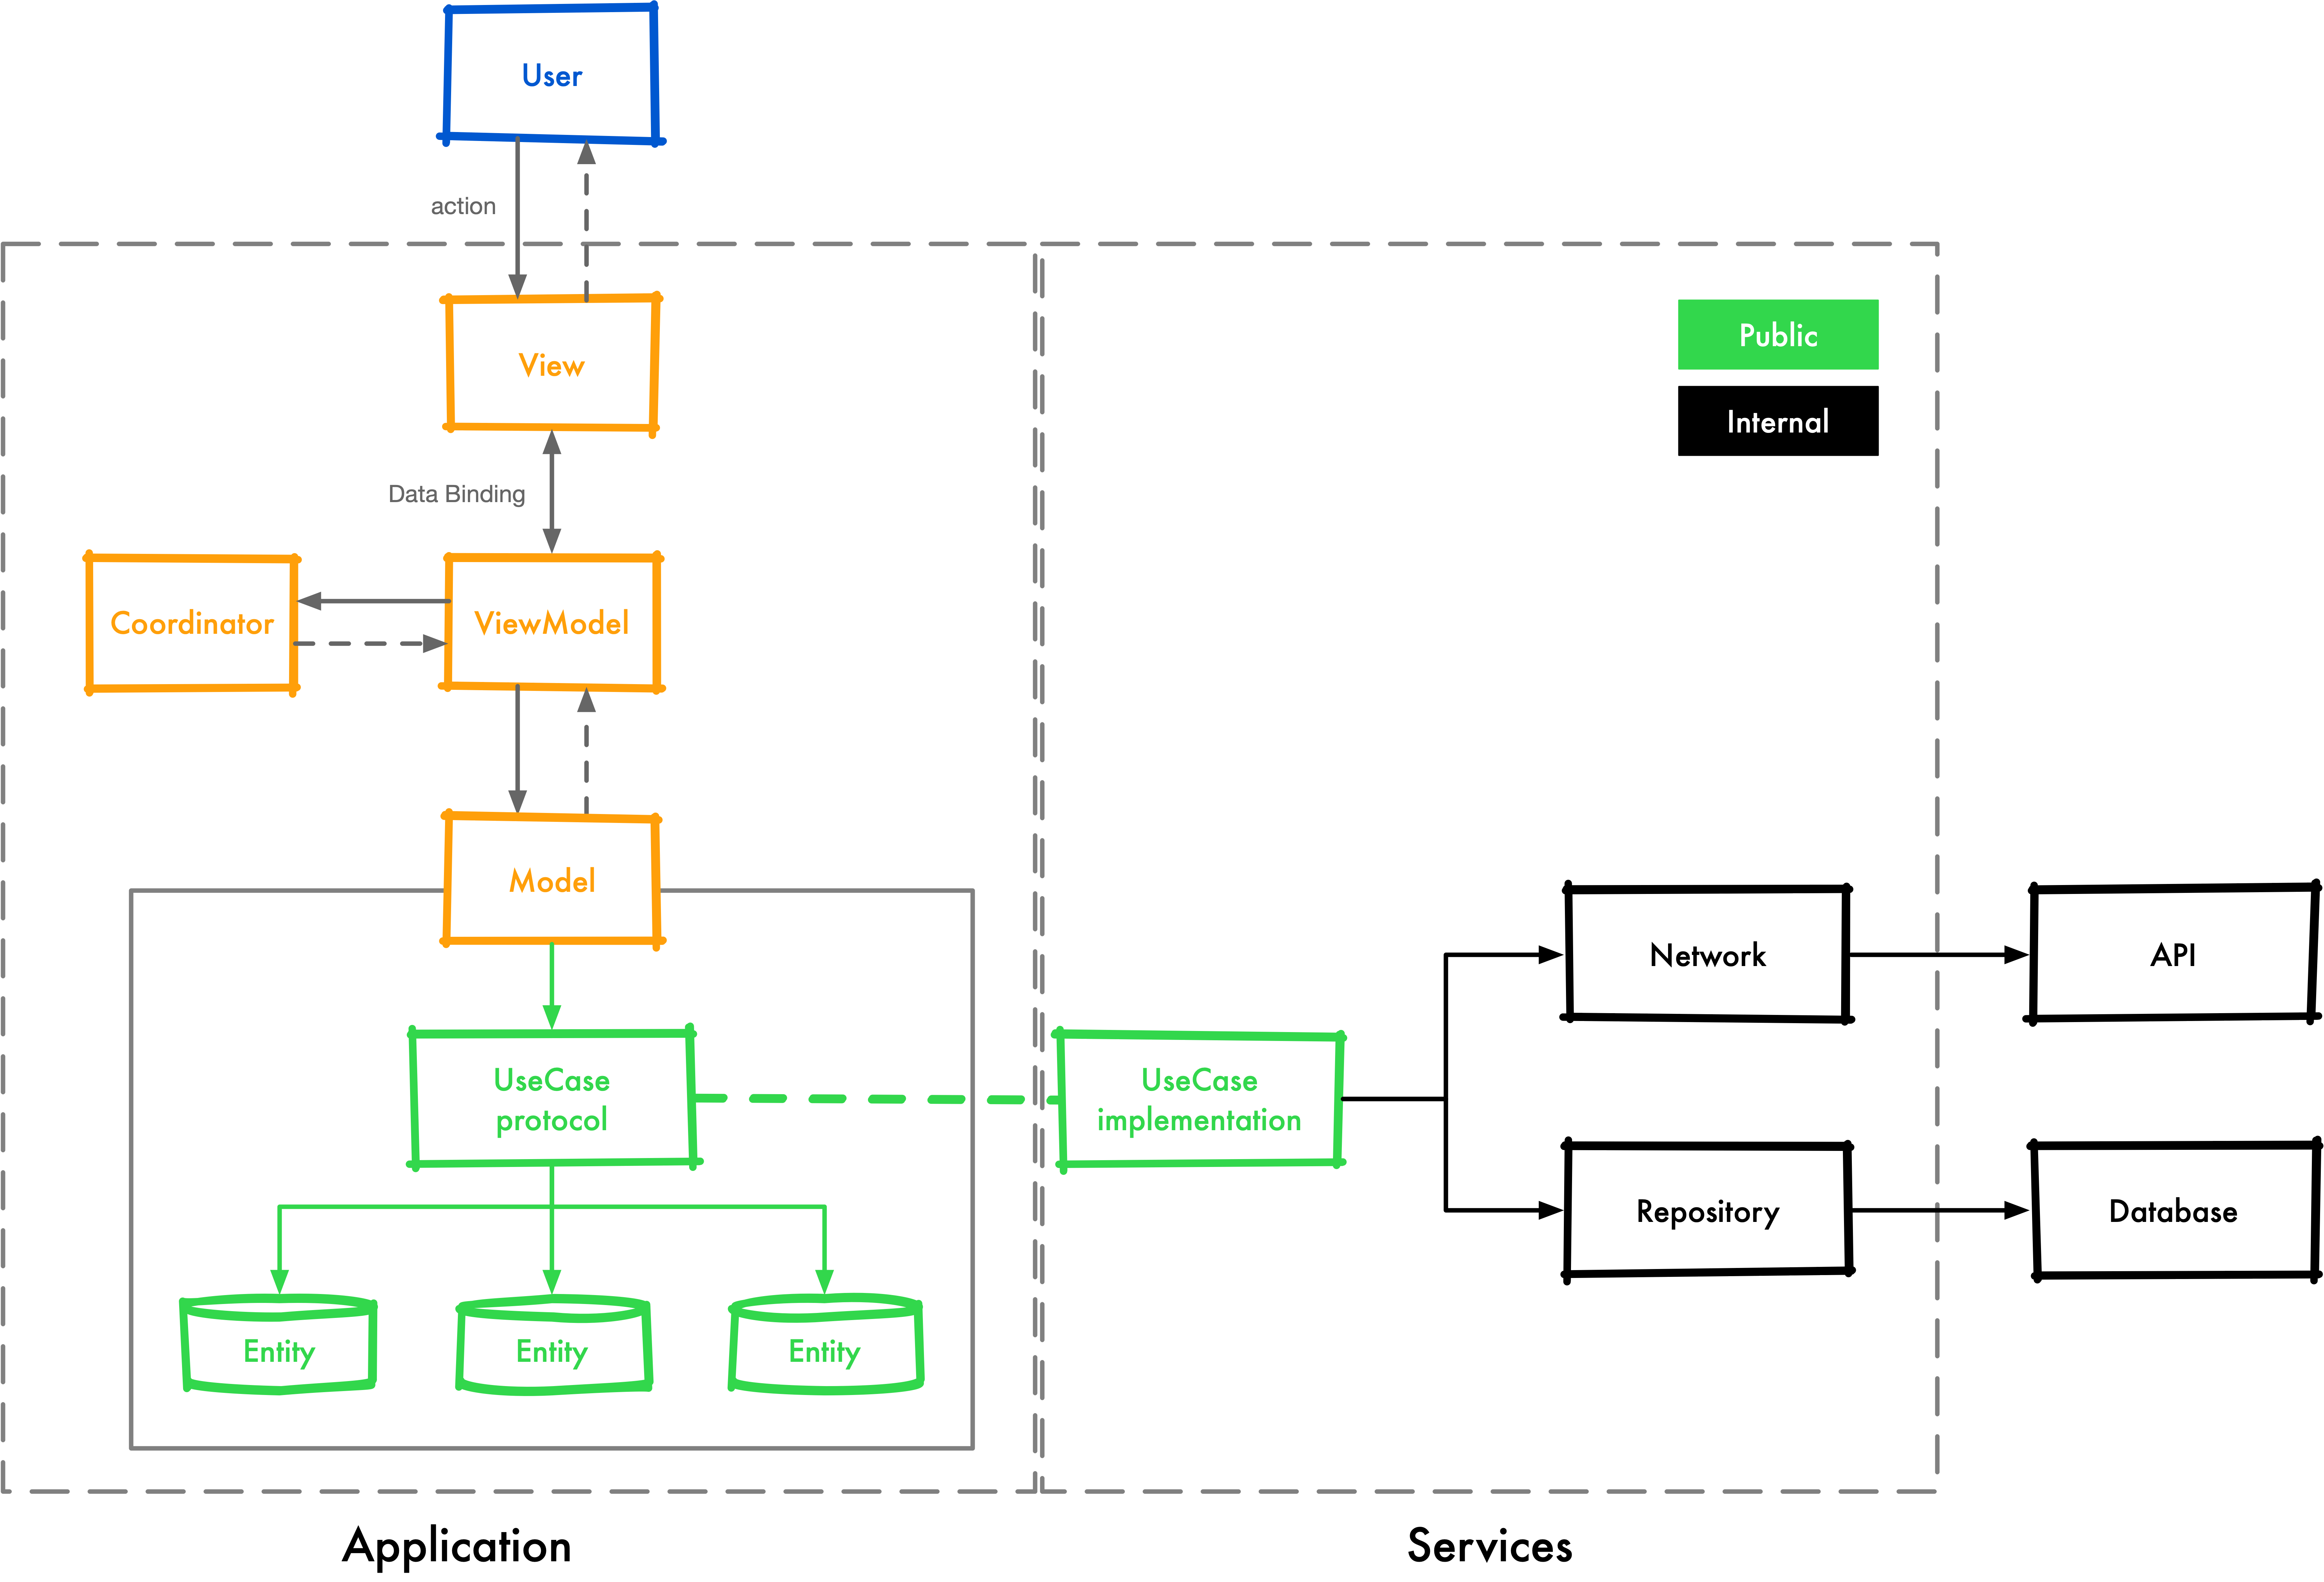 User
action
View
Public
Internal
Data Binding
Coordinator
ViewModel
Model
Network
API
UseCase
protocol
UseCase
implementation
Repository
Database
Entity
Entity
Entity
Application
Services